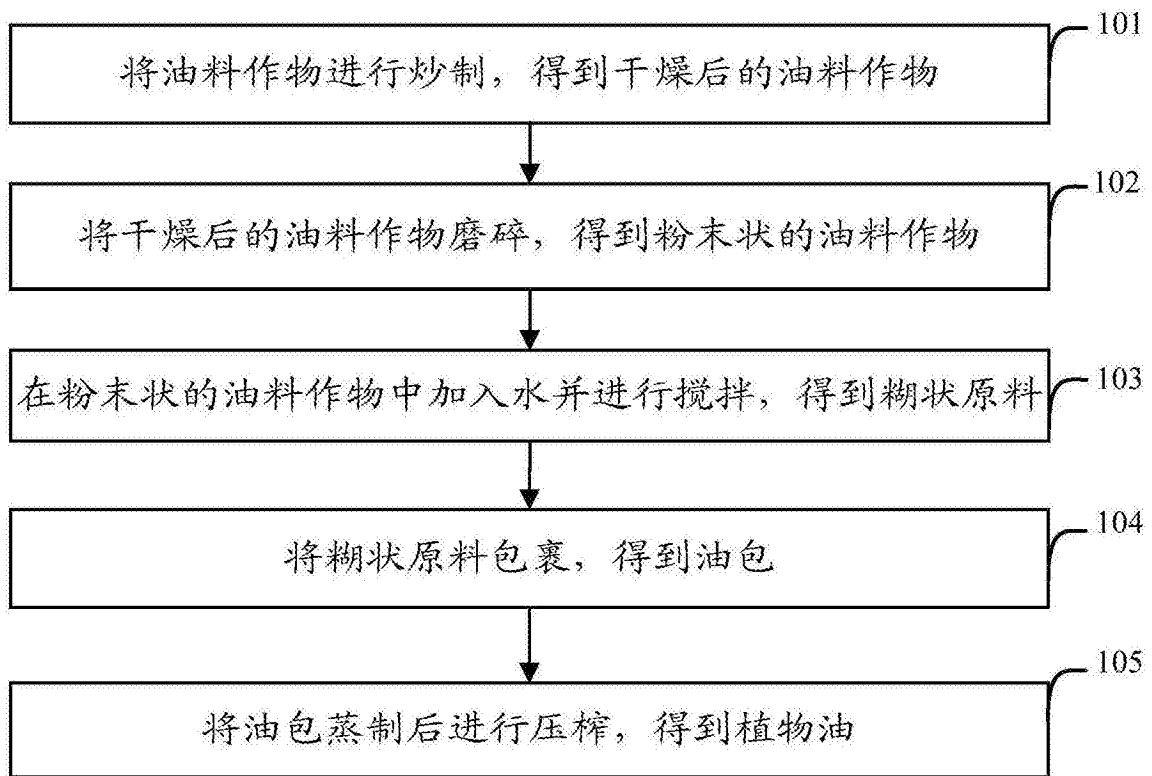 101
将油料作物进行炒制，得到干燥后的油料作物
102
将干燥后的油料作物磨碎，得到粉末状的油料作物
103
在粉末状的油料作物中加入水并进行搅拌，得到糊状原料
104
将糊状原料包裹，得到油包
105
将油包蒸制后进行压榨，得到植物油